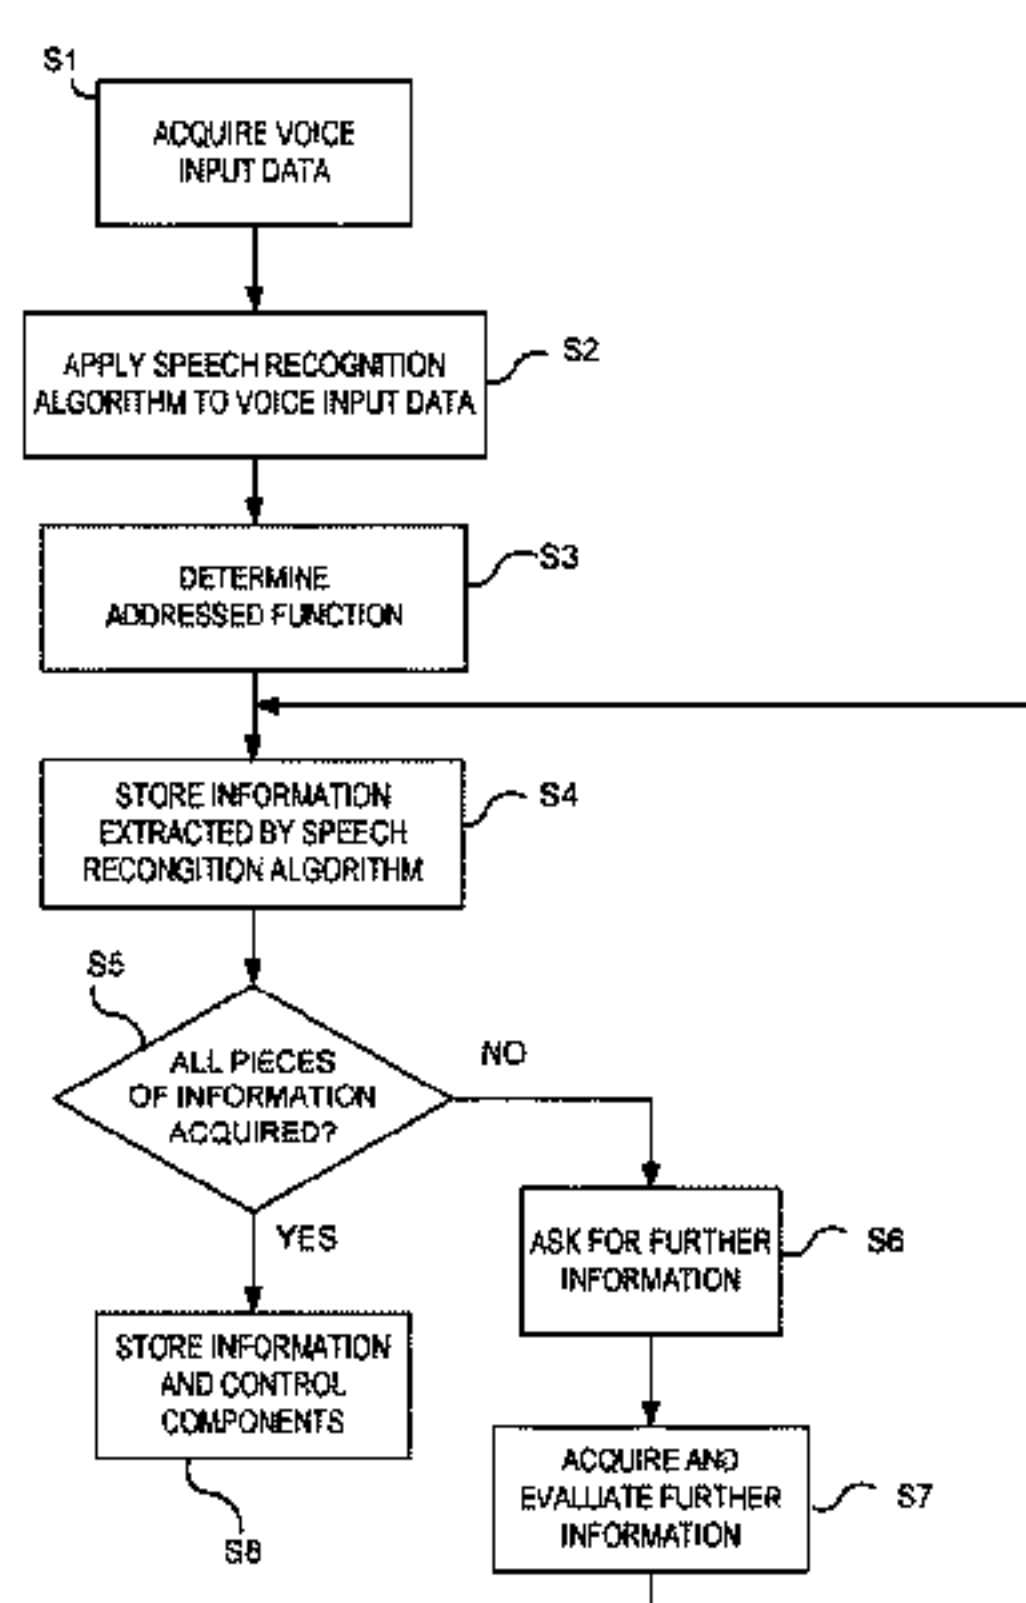 S1
ACQUIRE VOICE
INPUT DATA
APPLY SPEECH RECOGNITION
ALGORITHM TO VOICE INPUT DATA
S2
DETERMINE
ADDRESSED FUNCTION
S3
STORE INFORMATION
EXTRACTED BY SPEECH
RECONGITION ALGORITHM
S4
S5
ALL PIECES
OF INFORMATION
ACQUIRED?
NO
YES
ASK FOR FURTHER
INFORMATION
S6
STORE INFORMATION
AND CONTROL
COMPONENTS
S8
ACQUIRE AND
EVALUATE FURTHER
INFORMATION
S7